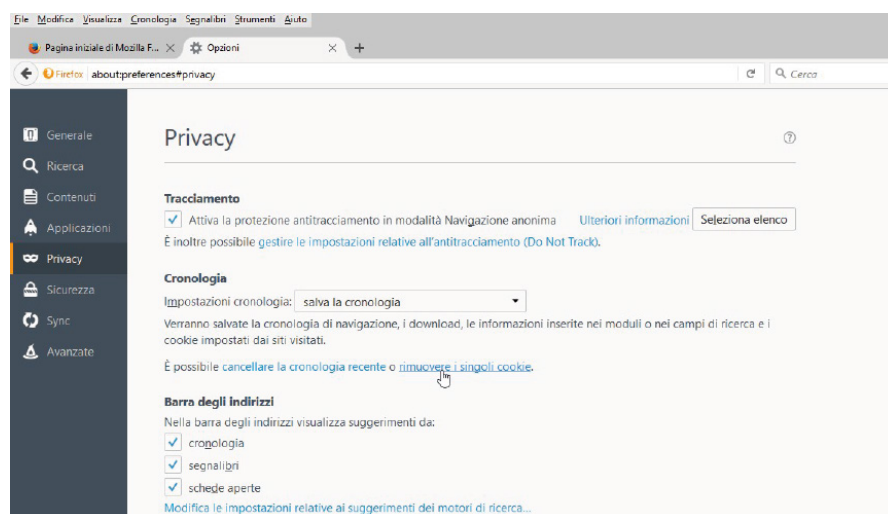 File Modifica Visualizza Cronologia Segnalibri Strumenti Aiuto
Pagina iniziale di Mozilla F...
Opzioni
Firefox about:preferences#privacy
Cerca
Generale
Ricerca
Contenuti
Applicazioni
Privacy
Sicurezza
Sync
Avanzate
Privacy
Tracciamento
Attiva la protezione antitracciamento in modalità Navigazione anonima Ulteriori informazioni Seleziona elenco
È inoltre possibile gestire le impostazioni relative all'antitracciamento (Do Not Track).
Cronologia
Impostazioni cronologia: salva la cronologia
Verranno salvate la cronologia di navigazione, i download, le informazioni inserite nei moduli o nei campi di ricerca e i
cookie impostati dai siti visitati.
È possibile cancellare la cronologia recente o rimuovere i singoli cookie.
Barra degli indirizzi
Nella barra degli indirizzi visualizza suggerimenti da:
cronologia
segnalibri
schede aperte
Modifica le impostazioni relative ai suggerimenti dei motori di ricerca...